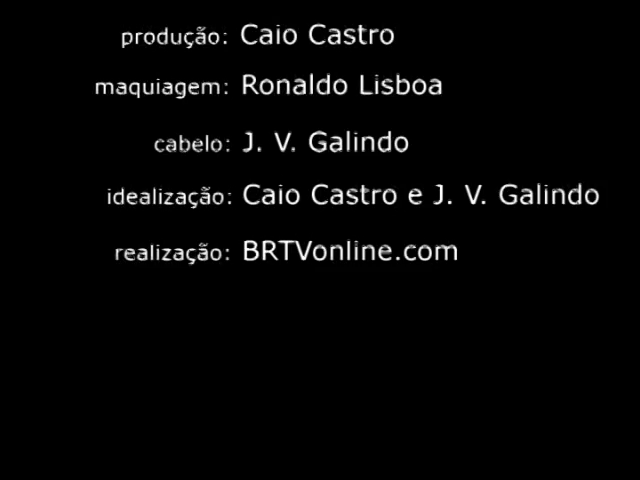 produção: Caio Castro
maquiagem: Ronaldo Lisboa
cabelo: J. V. Galindo
idealização: Caio Castro e J. V. Galindo
realização: BRTVonline.com